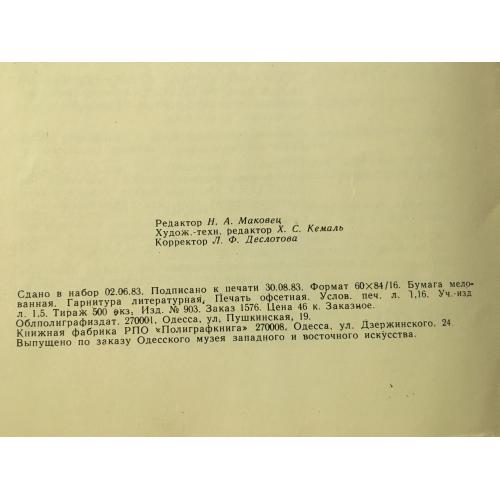 Редактор Н. А. Маковец
Худож.-техн. редактор Х. С. Кемаль
Корректор Л. Ф. Деслотова
Сдано в набор 02.06.83. Подписано к печати 30.08.83. Формат 60×84/16. Бумага мело-
ванная. Гарнитура литературная. Печать офсетная. Услов. печ. л. 1,16. Уч.-изд
л. 1,5. Тираж 500 экз. Изд. № 903. Заказ 1576. Цена 46 к. Заказное.
Облполиграфиздат. 270001, Одесса, ул. Пушкинская, 19.
Книжная фабрика РПО «Полиграфкнига» 270008, Одесса, ул. Дзержинского, 24
Выпущено по заказу Одесского музея западного и восточного искусства.